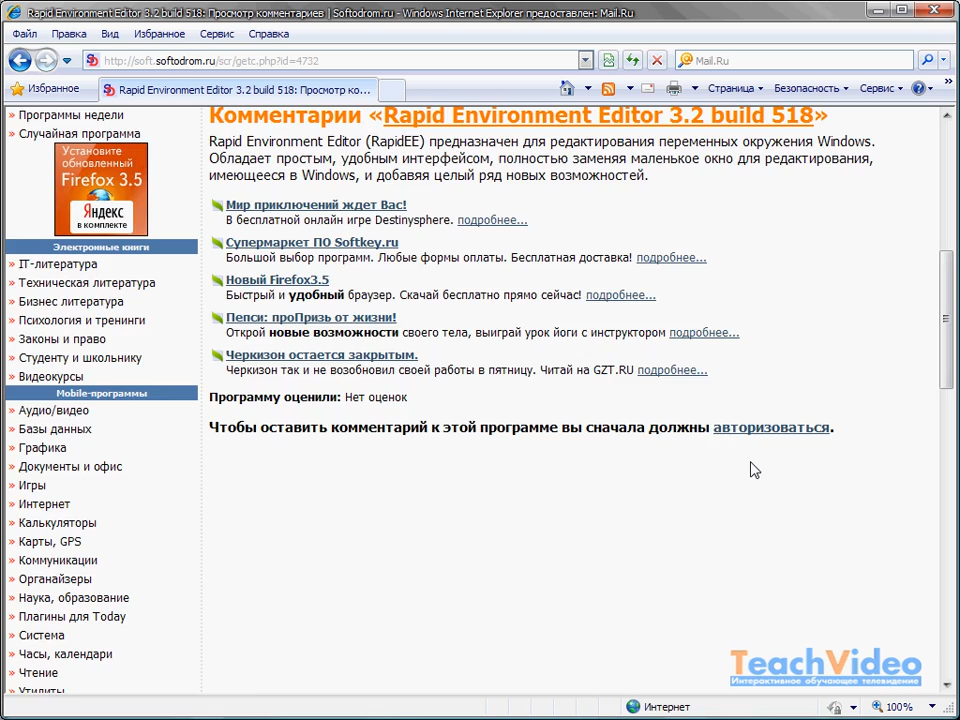 Rapid Environment Editor 3.2 build 518: Просмотр комментариев | Softodrom.ru - Windows Internet Explorer предоставлен: Mail.Ru
Файл Правка Вид Избранное Сервис Справка
http://soft.softodrom.ru/scr/getc.php?id=4732 Mail.Ru
Избранное Rapid Environment Editor 3.2 build 518: Просмотр ко... Страница Безопасность Сервис
Программы недели
Случайная программа
Установите
обновленный
Firefox 3.5
Яндекс
в комплекте
Электронные книги
IT-литература
Техническая литература
Бизнес литература
Психология и тренинги
Законы и право
Студенту и школьнику
Видеокурсы
Mobile-программы
Аудио/видео
Базы данных
Графика
Документы и офис
Игры
Интернет
Калькуляторы
Карты, GPS
Коммуникации
Органайзеры
Наука, образование
Плагины для Today
Система
Часы, календари
Чтение
Утилиты
Комментарии «Rapid Environment Editor 3.2 build 518»
Rapid Environment Editor (RapidEE) предназначен для редактирования переменных окружения Windows.
Обладает простым, удобным интерфейсом, полностью заменяя маленькое окно для редактирования,
имеющееся в Windows, и добавяя целый ряд новых возможностей.
Мир приключений ждет Вас!
В бесплатной онлайн игре Destinysphere. подробнее...
Супермаркет ПО Softkey.ru
Большой выбор программ. Любые формы оплаты. Бесплатная доставка! подробнее...
Новый Firefox3.5
Быстрый и удобный браузер. Скачай бесплатно прямо сейчас! подробнее...
Пепси: проПризь от жизни!
Открой новые возможности своего тела, выиграй урок йоги с инструктором подробнее...
Черкизон остается закрытым.
Черкизон так и не возобновил своей работы в пятницу. Читай на GZT.RU подробнее...
Программу оценили: Нет оценок
Чтобы оставить комментарий к этой программе вы сначала должны авторизоваться.
TeachVideo
Интерактивное обучающее телевидение
Интернет 100%